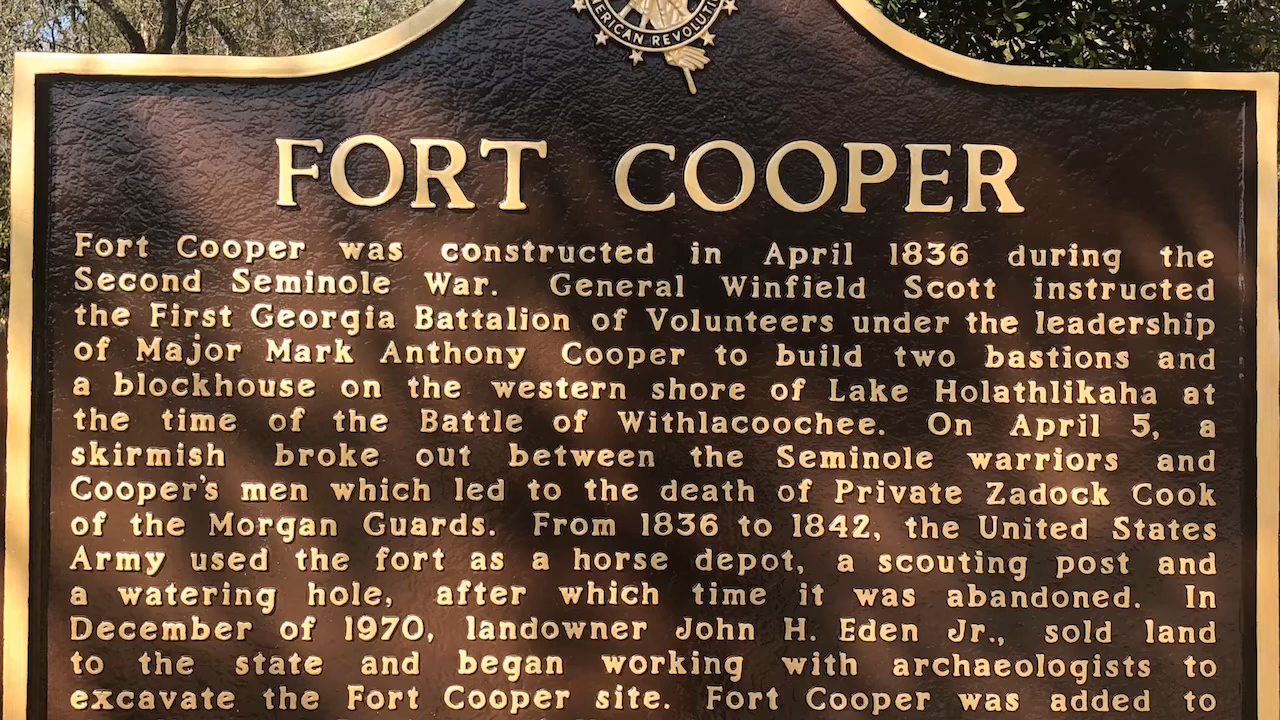 AMERICAN REVOLUTION
FORT COOPER
Fort Cooper was constructed in April 1836 during the
Second Seminole War. General Winfield Scott instructed
the First Georgia Battalion of Volunteers under the leadership
of Major Mark Anthony Cooper to build two bastions and
a blockhouse on the western shore of Lake Holathlikaha at
the time of the Battle of Withlacoochee. On April 5, a
skirmish broke out between the Seminole warriors and
Cooper's men which led to the death of Private Zadock Cook
of the Morgan Guards. From 1836 to 1842, the United States
Army used the fort as a horse depot, a scouting post and
a watering hole, after which time it was abandoned. In
December of 1970, landowner John H. Eden Jr., sold land
to the state and began working with archaeologists to
excavate the Fort Cooper site. Fort Cooper was added to